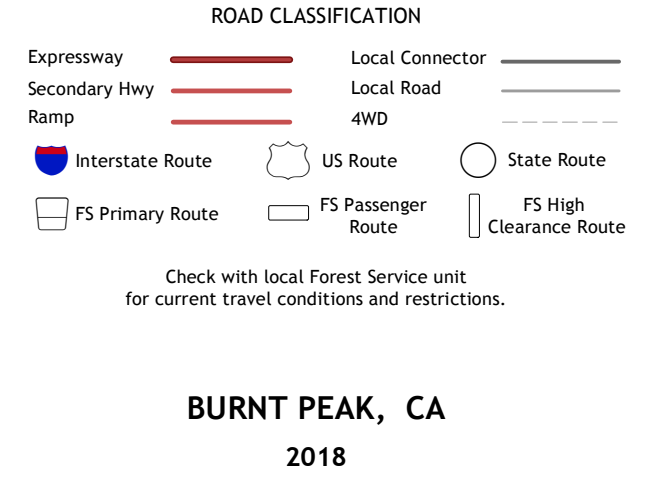 ROAD CLASSIFICATION
Expressway
Local Connector
Secondary Hwy
Local Road
Ramp
4WD
Interstate Route
US Route
State Route
FS Primary Route
FS Passenger
Route
FS High
Clearance Route
Check with local Forest Service unit
for current travel conditions and restrictions.
BURNT PEAK, CA
2018